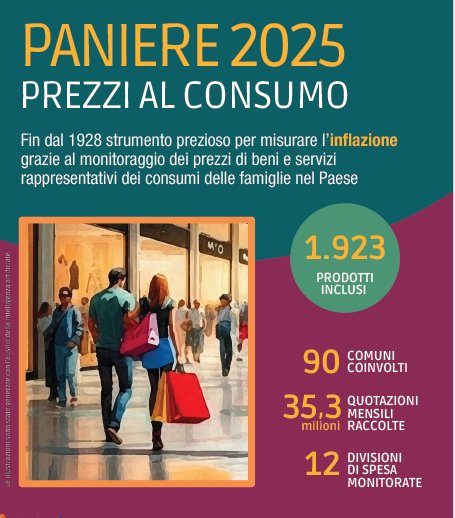 PANIERE 2025
PREZZI AL CONSUMO
Fin dal 1928 strumento prezioso per misurare l'inflazione
grazie al monitoraggio dei prezzi di beni e servizi
rappresentativi dei consumi delle famiglie nel Paese
1.923
PRODOTTI
INCLUSI
90 COMUNI
COINVOLTI
35,3 milioni QUOTAZIONI
MENSILI
RACCOLTE
12 DIVISIONI
DI SPESA
MONITORATE
Le illustrazioni sono state generate con l'ausilio della intelligenza artificiale